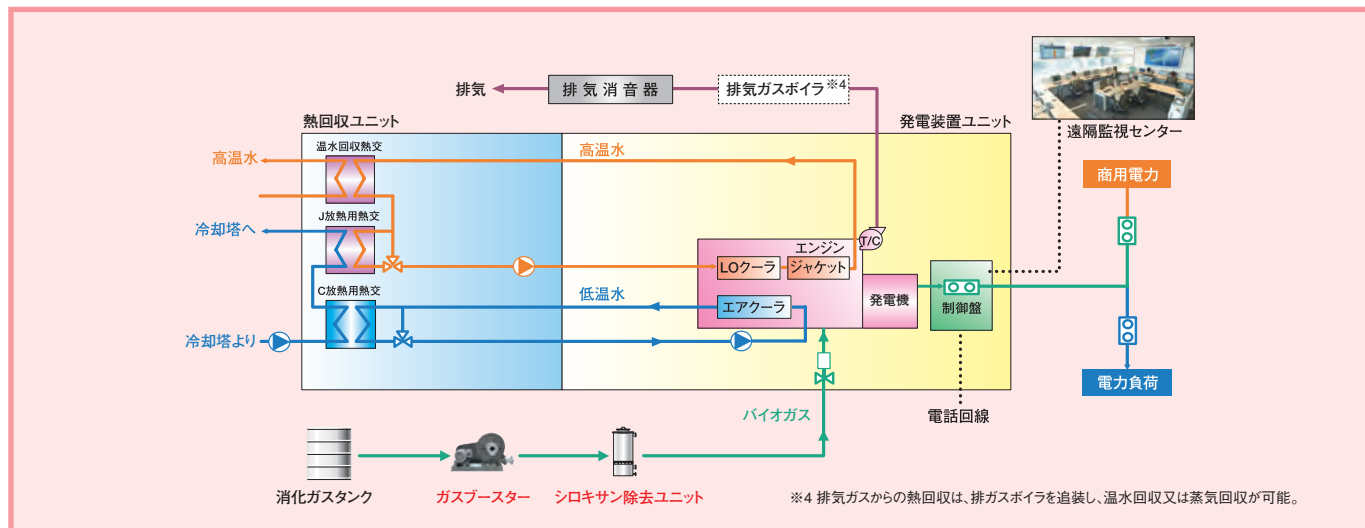 排気
排気消音器
排気ガスボイラ※4
遠隔監視センター
熱回収ユニット
発電装置ユニット
温水回収熱交
高温水
高温水
商用電力
J放熱用熱交
冷却塔へ
T/C
エンジン
LOクーラ
ジャケット
C放熱用熱交
低温水
エアクーラ
発電機
制御盤
冷却塔より
電力負荷
バイオガス
電話回線
消化ガスタンク
ガスブースター
シロキサン除去ユニット
※4 排気ガスからの熱回収は、排ガスボイラを追装し、温水回収又は蒸気回収が可能。